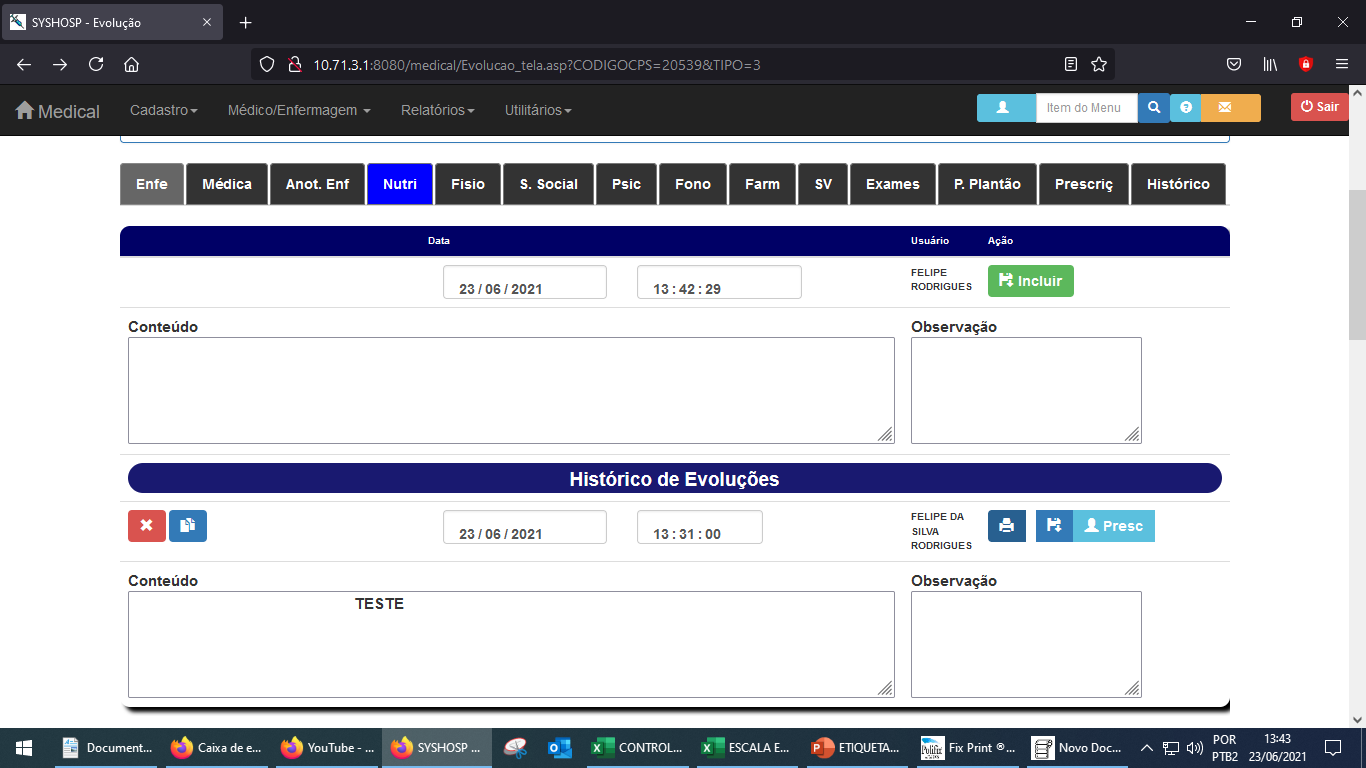 SYSHOSP - Evolução
10.71.3.1:8080/medical/Evolucao_tela.asp?CODIGOCPS=20539&TIPO=3
Medical Cadastro Médico/Enfermagem Relatórios Utilitários Item do Menu Sair
Enfe Médica Anot. Enf Nutri Fisio S. Social Psic Fono Farm SV Exames P. Plantão Prescriç Histórico
Data Usuário Ação
23 / 06 / 2021 13 : 42 : 29 FELIPE Incluir
RODRIGUES
Conteúdo Observação
Histórico de Evoluções
23 / 06 / 2021 13 : 31 : 00 FELIPE DA Presc
SILVA
RODRIGUES
Conteúdo Observação
TESTE
Document... Caixa de e... YouTube - ... SYSHOSP ... CONTROL... ESCALA E... ETIQUETA... Fix Print ®... Novo Doc... POR 13:43
PTB2 23/06/2021